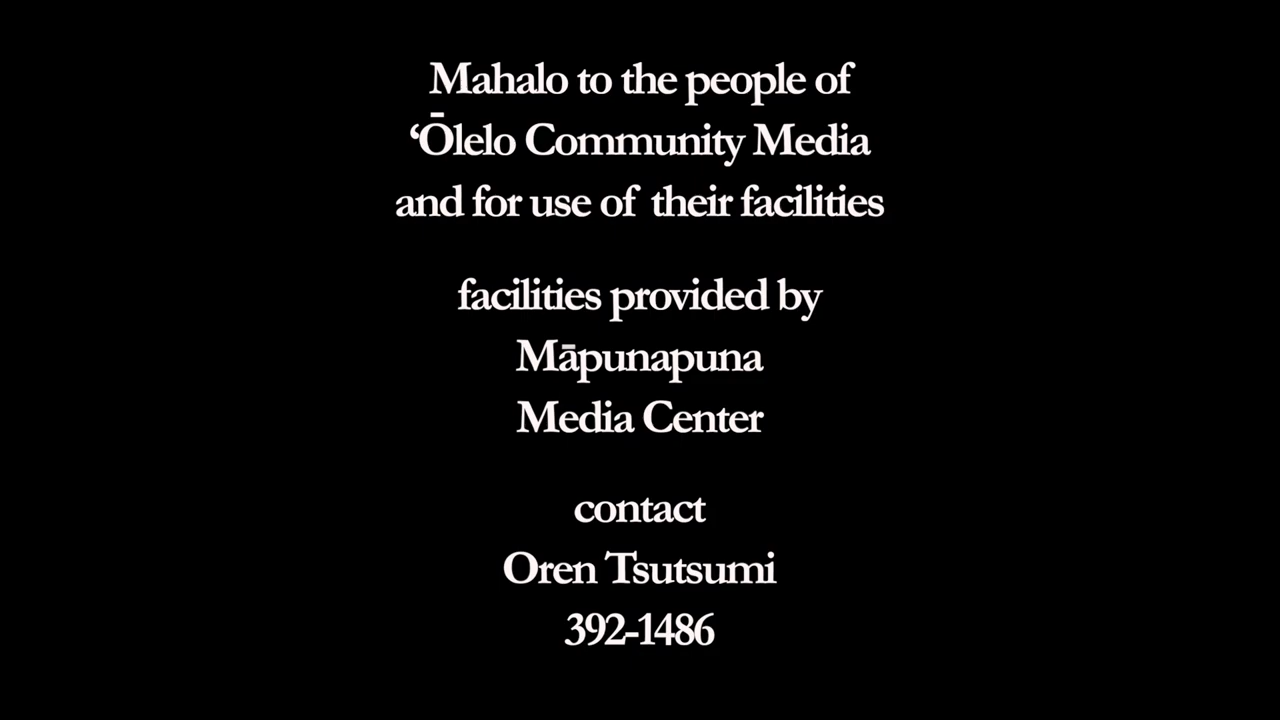 Mahalo to the people of
‘Ōlelo Community Media
and for use of their facilities
facilities provided by
Māpunapuna
Media Center
contact
Oren Tsutsumi
392-1486